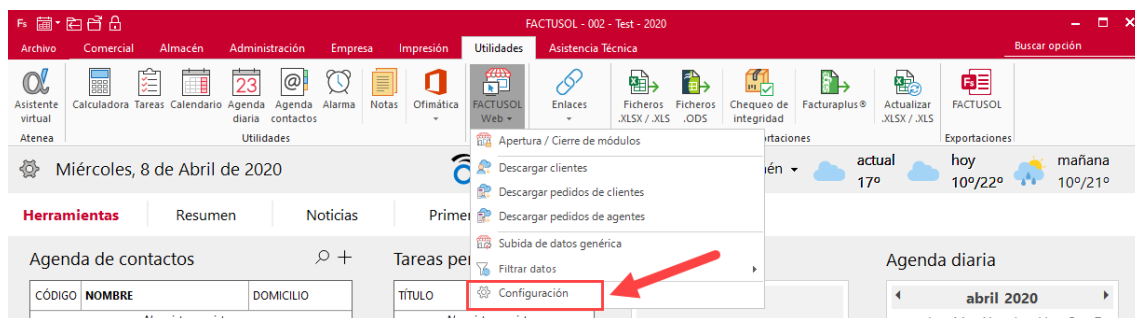 Fs FACTUSOL - 002 - Test - 2020
Archivo Comercial Almacén Administración Empresa Impresión Utilidades Asistencia Técnica Buscar opción
Asistente virtual Calculadora Tareas Calendario Agenda diaria Agenda contactos Alarma Notas Ofimática FACTUSOL Web Enlaces Ficheros .XLSX / .XLS Ficheros .ODS Chequeo de integridad Facturaplus® Actualizar .XLSX / .XLS FACTUSOL
23
Atenea Utilidades Exportaciones
Apertura / Cierre de módulos
Descargar clientes
Descargar pedidos de clientes
Descargar pedidos de agentes
Subida de datos genérica
Filtrar datos
Configuración
Miércoles, 8 de Abril de 2020
actual hoy mañana
17º 10º/22º 10º/21º
Herramientas Resumen Noticias
Agenda de contactos
Agenda diaria
CÓDIGO NOMBRE DOMICILIO TÍTULO
abril 2020